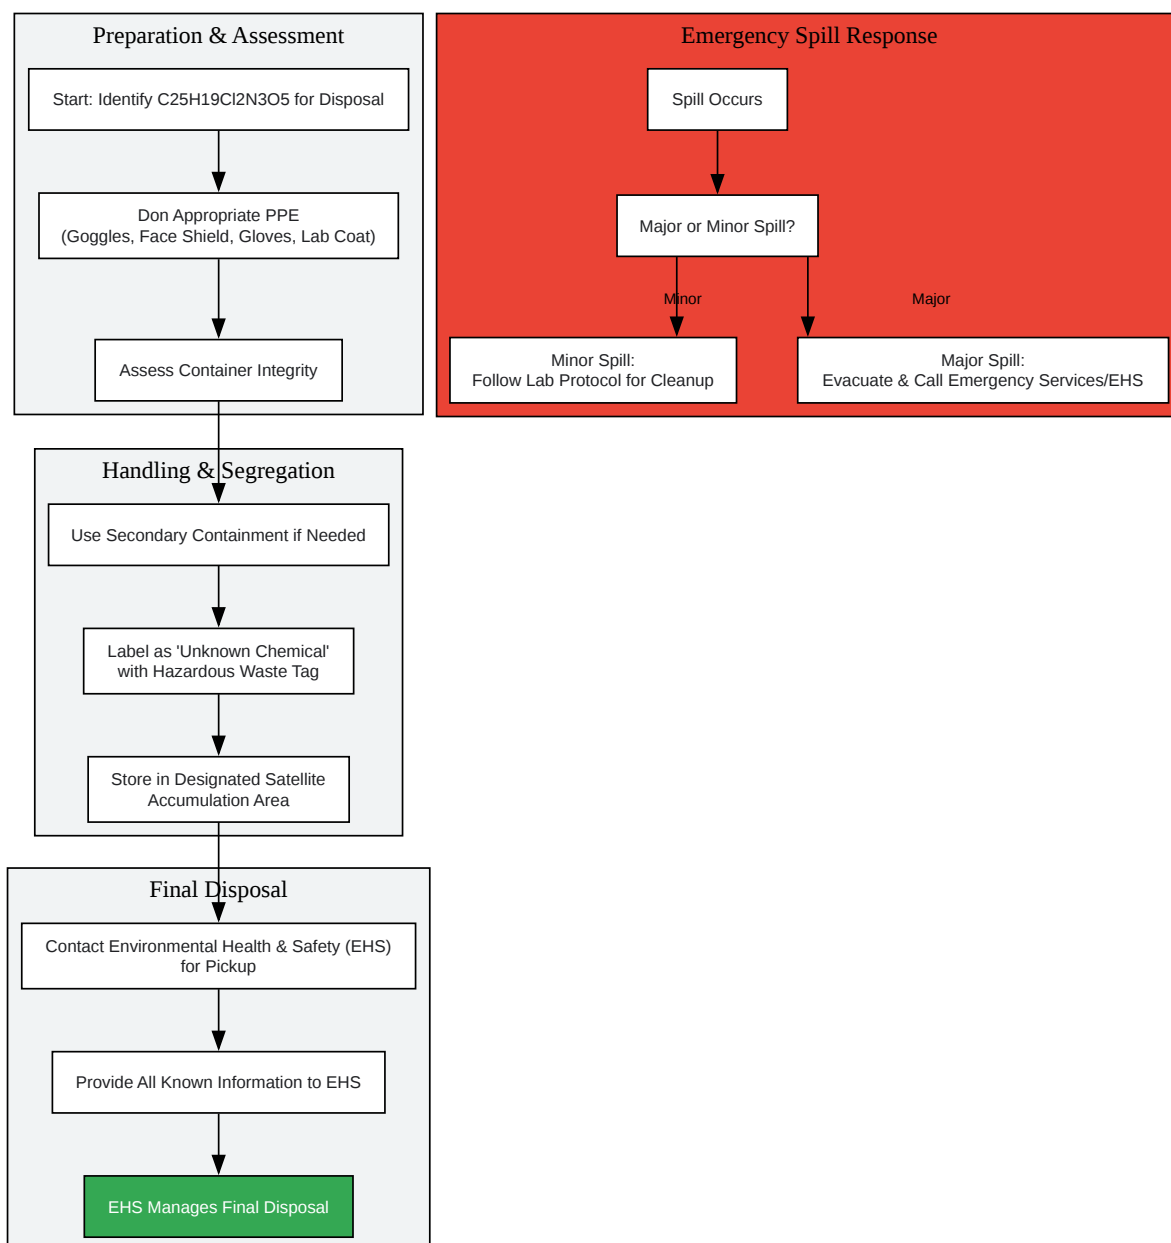 Preparation & Assessment
Start: Identify C25H19Cl2N3O5 for Disposal
Don Appropriate PPE
(Goggles, Face Shield, Gloves, Lab Coat)
Assess Container Integrity
Handling & Segregation
Use Secondary Containment if Needed
Label as 'Unknown Chemical'
with Hazardous Waste Tag
Store in Designated Satellite
Accumulation Area
Final Disposal
Contact Environmental Health & Safety (EHS)
for Pickup
Provide All Known Information to EHS
EHS Manages Final Disposal
Emergency Spill Response
Spill Occurs
Major or Minor Spill?
Minor
Major
Minor Spill:
Follow Lab Protocol for Cleanup
Major Spill:
Evacuate & Call Emergency Services/EHS